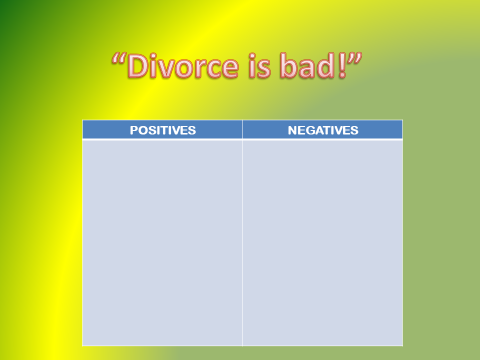 “Divorce is bad!”
POSITIVES NEGATIVES